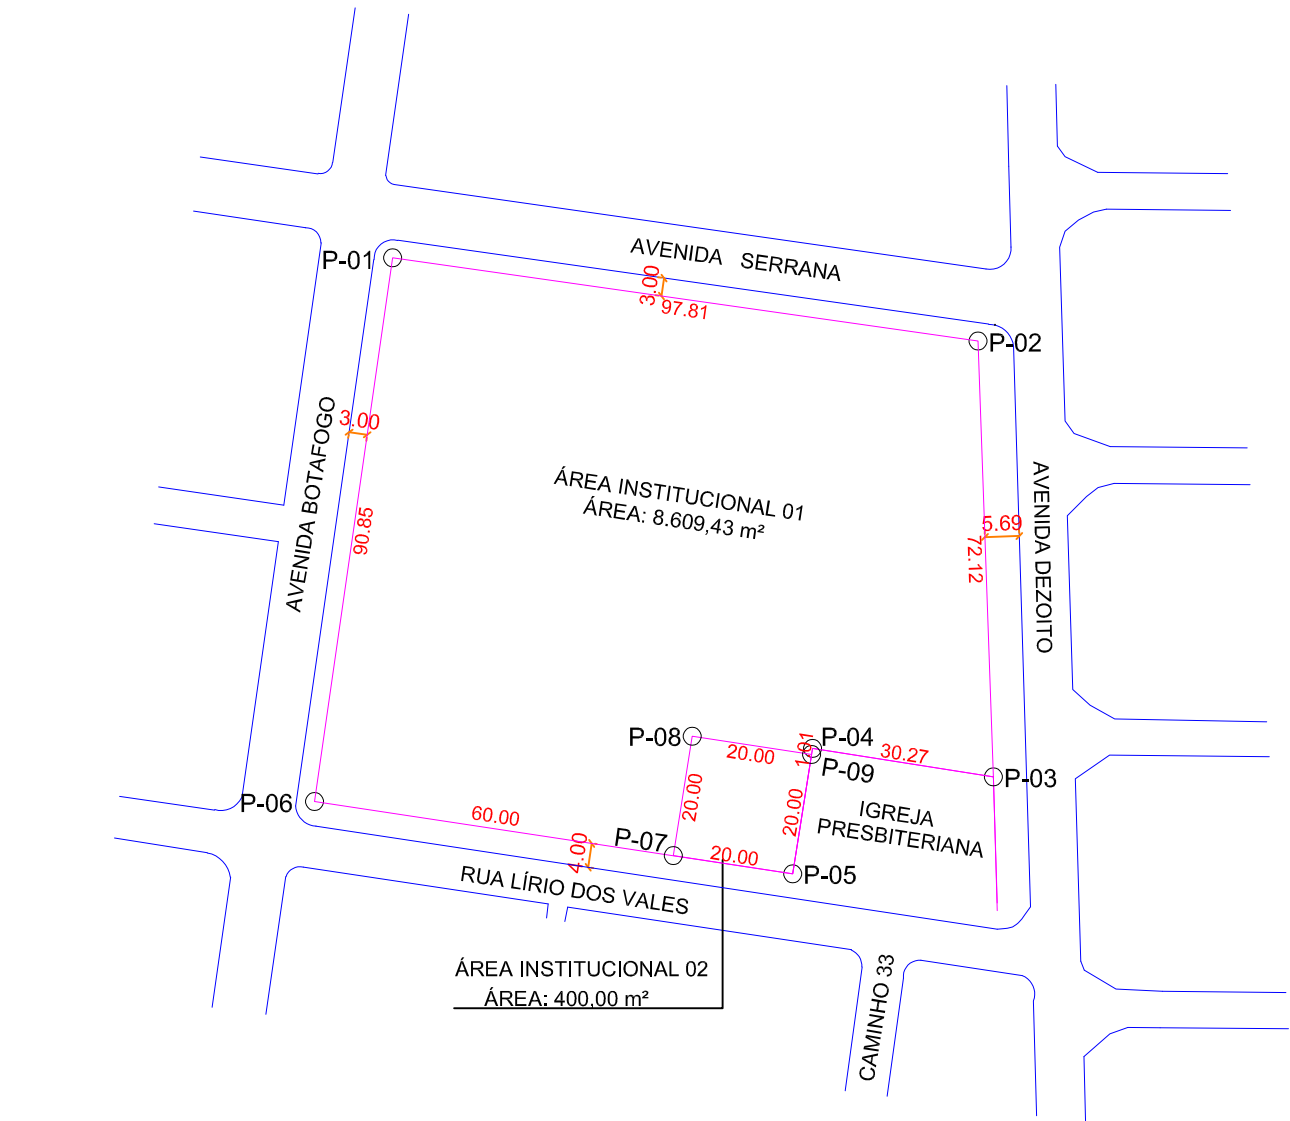 AVENIDA SERRANA
P-01
3.00
97.81
P-02
3.00
AVENIDA BOTAFOGO
90.85
ÁREA INSTITUCIONAL 01
ÁREA: 8.609,43 m²
5.69
72.12
AVENIDA DEZOITO
P-08
20.00
1.01
P-04
30.27
P-09
P-03
P-06
60.00
20.00
20.00
IGREJA
PRESBITERIANA
P-07
4.00
20.00
P-05
RUA LÍRIO DOS VALES
ÁREA INSTITUCIONAL 02
ÁREA: 400,00 m²
CAMINHO 33